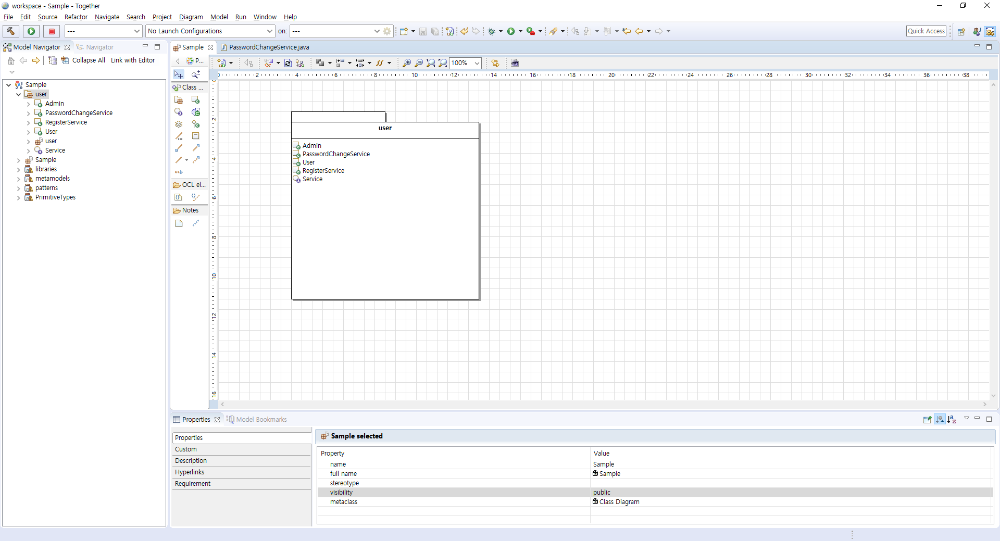 workspace - Sample - Together
File Edit Source Refactor Navigate Search Project Diagram Model Run Window Help
--- No Launch Configurations on: --- Quick Access
Model Navigator Navigator
Collapse All Link with Editor
Sample
user
Admin
PasswordChangeService
RegisterService
User
user
Service
Sample
libraries
metamodels
patterns
PrimitiveTypes
Sample PasswordChangeService.java
P... 100%
Class ...
OCL el...
Notes
0 2 4 6 8 10 12 14 16 18 20 22 24 26 28 30 32 34 36 38
0 2 4 6 8 10 12 14 16
user
Admin
PasswordChangeService
User
RegisterService
Service
Properties Model Bookmarks
Properties
Custom
Description
Hyperlinks
Requirement
Sample selected
Property Value
name Sample
full name Sample
stereotype
visibility public
metaclass Class Diagram